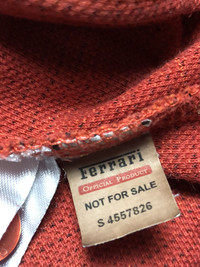 Ferrari
OFFICIAL PRODUCT
NOT FOR SALE
S 4557826